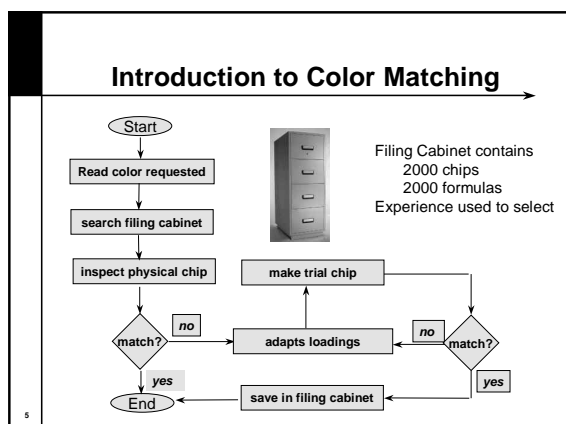 Introduction to Color Matching
Start
Read color requested
search filing cabinet
inspect physical chip
match?
no
yes
End
Filing Cabinet contains
2000 chips
2000 formulas
Experience used to select
make trial chip
adapts loadings
no
match?
yes
save in filing cabinet
5